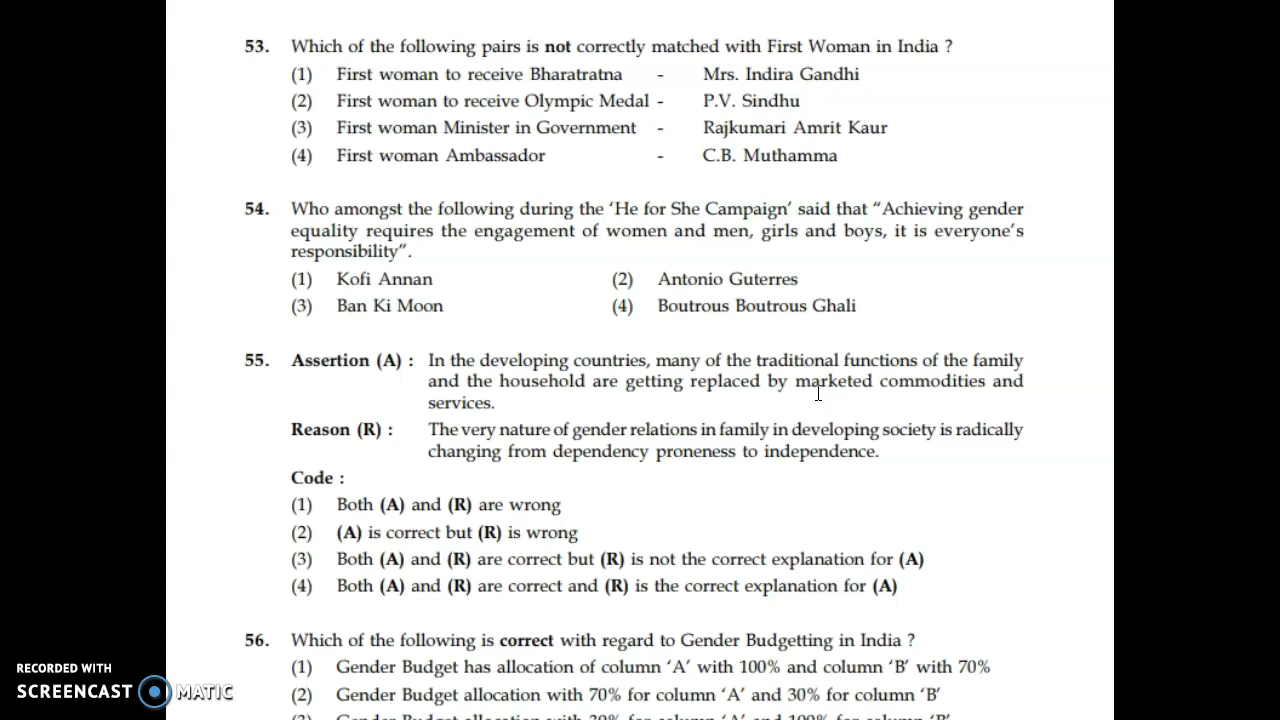 53. Which of the following pairs is not correctly matched with First Woman in India ?
(1) First woman to receive Bharatratna - Mrs. Indira Gandhi
(2) First woman to receive Olympic Medal - P.V. Sindhu
(3) First woman Minister in Government - Rajkumari Amrit Kaur
(4) First woman Ambassador - C.B. Muthamma
54. Who amongst the following during the 'He for She Campaign' said that "Achieving gender
equality requires the engagement of women and men, girls and boys, it is everyone's
responsibility".
(1) Kofi Annan (2) Antonio Guterres
(3) Ban Ki Moon (4) Boutrous Boutrous Ghali
55. Assertion (A) : In the developing countries, many of the traditional functions of the family
and the household are getting replaced by marketed commodities and
services.
Reason (R) : The very nature of gender relations in family in developing society is radically
changing from dependency proneness to independence.
Code :
(1) Both (A) and (R) are wrong
(2) (A) is correct but (R) is wrong
(3) Both (A) and (R) are correct but (R) is not the correct explanation for (A)
(4) Both (A) and (R) are correct and (R) is the correct explanation for (A)
56. Which of the following is correct with regard to Gender Budgetting in India ?
(1) Gender Budget has allocation of column 'A' with 100% and column 'B' with 70%
(2) Gender Budget allocation with 70% for column 'A' and 30% for column 'B'
RECORDED WITH
SCREENCAST MATIC